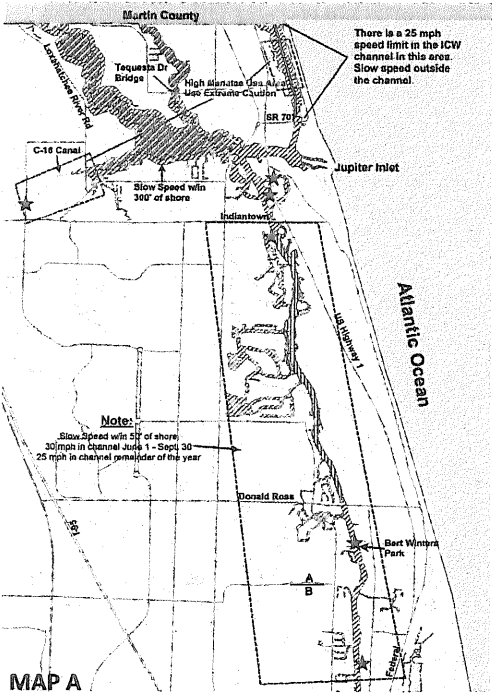 Martin County
There is a 25 mph
speed limit in the ICW
channel in this area.
Slow speed outside
the channel.
Loxahatchee River Rd
Tequesta Dr
Bridge
High Manatee Use Area
Use Extreme Caution
SR 707
C-18 Canal
Jupiter Inlet
Slow Speed w/in
300' of shore
Indiantown
US Highway 1
Atlantic Ocean
Note:
Slow Speed w/in 50' of shore,
30 mph in channel June 1 - Sept. 30
25 mph in channel remainder of the year
Donald Ross
I-95
Bert Winters
Park
A
B
Federal
MAP A